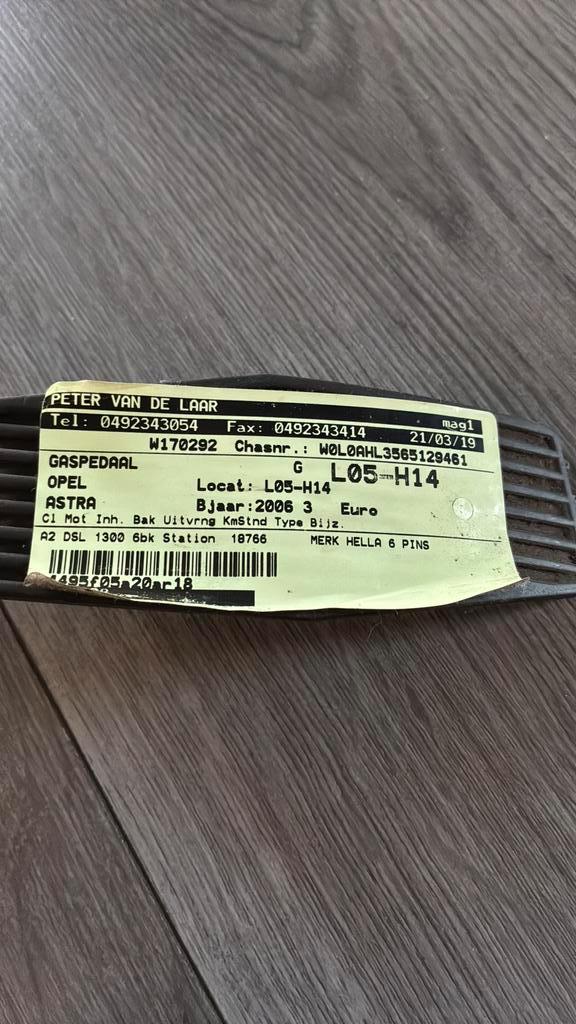 PETER VAN DE LAAR
Tel: 0492343054 Fax: 0492343414 mag1
21/03/19
W170292 Chasnr.: W0L0AHL3565129461
GASPEDAAL G L05-H14
OPEL Locat: L05-H14
ASTRA Bjaar:2006 3 Euro
Cl Mot Inh. Bak Uitvrng KmStnd Type Bijz.
A2 DSL 1300 6bk Station 18766 MERK HELLA 6 PINS